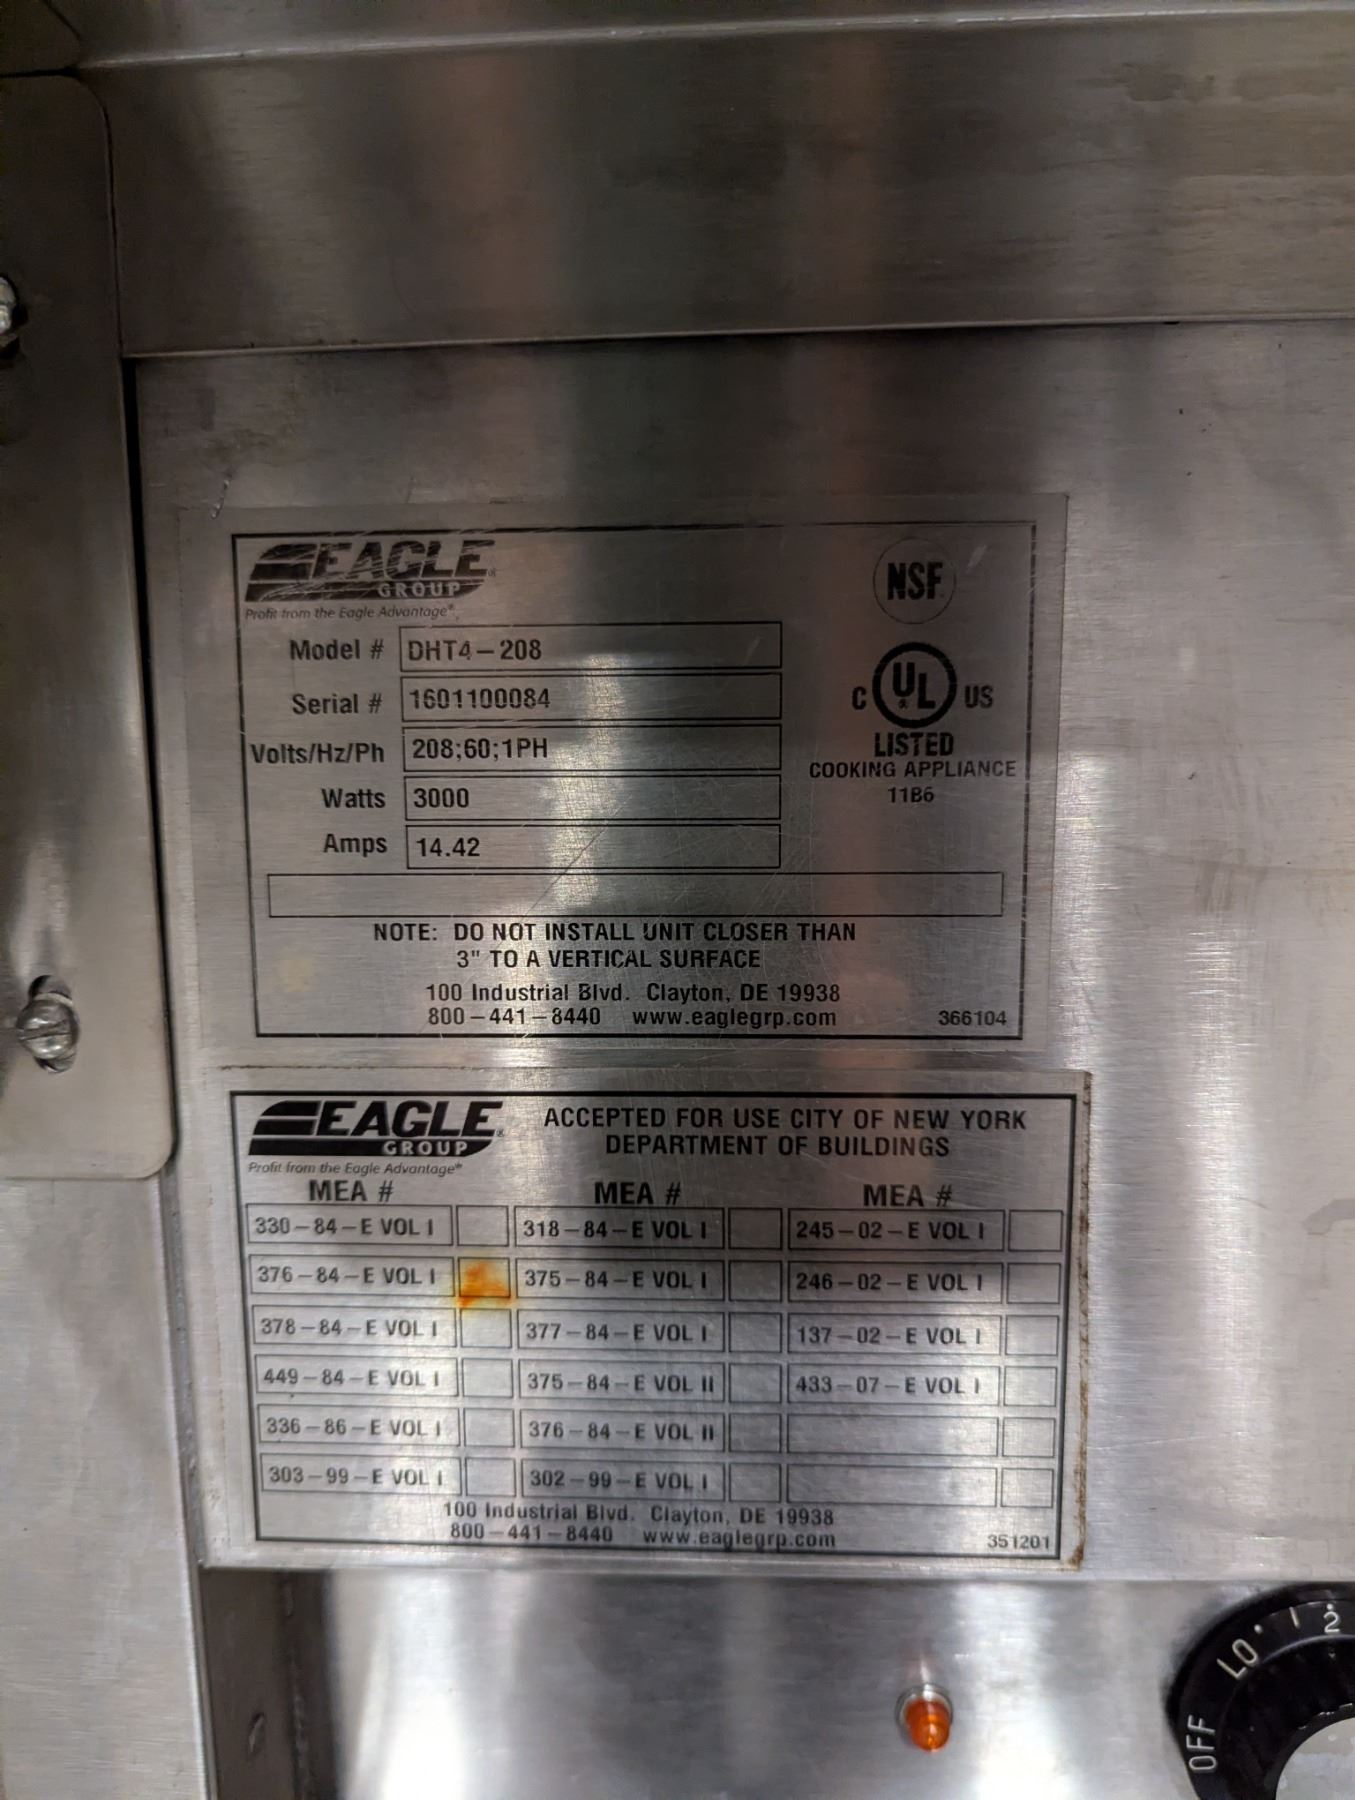 EAGLE
GROUP
Profit from the Eagle Advantage®
NSF
Model # DHT4-208
Serial # 1601100084
Volts/Hz/Ph 208;60;1PH
Watts 3000
Amps 14.42
C UL US
LISTED
COOKING APPLIANCE
11B6
NOTE: DO NOT INSTALL UNIT CLOSER THAN
3" TO A VERTICAL SURFACE
100 Industrial Blvd. Clayton, DE 19938
800-441-8440 www.eaglegrp.com 366104
EAGLE
GROUP
Profit from the Eagle Advantage®
ACCEPTED FOR USE CITY OF NEW YORK
DEPARTMENT OF BUILDINGS
MEA # MEA # MEA #
330-84-E VOL I 318-84-E VOL I 245-02-E VOL I
376-84-E VOL I 375-84-E VOL I 246-02-E VOL I
378-84-E VOL I 377-84-E VOL I 137-02-E VOL I
449-84-E VOL I 375-84-E VOL II 433-07-E VOL I
336-86-E VOL I 376-84-E VOL II
303-99-E VOL I 302-99-E VOL I
100 Industrial Blvd. Clayton, DE 19938
800-441-8440 www.eaglegrp.com 351201
OFF LO 1 2